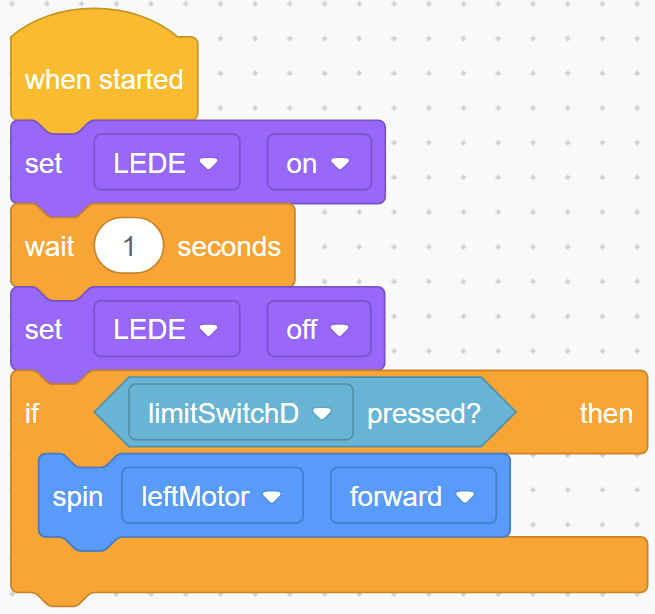 when started
set LEDE on
wait 1 seconds
set LEDE off
if limitSwitchD pressed? then
spin leftMotor forward